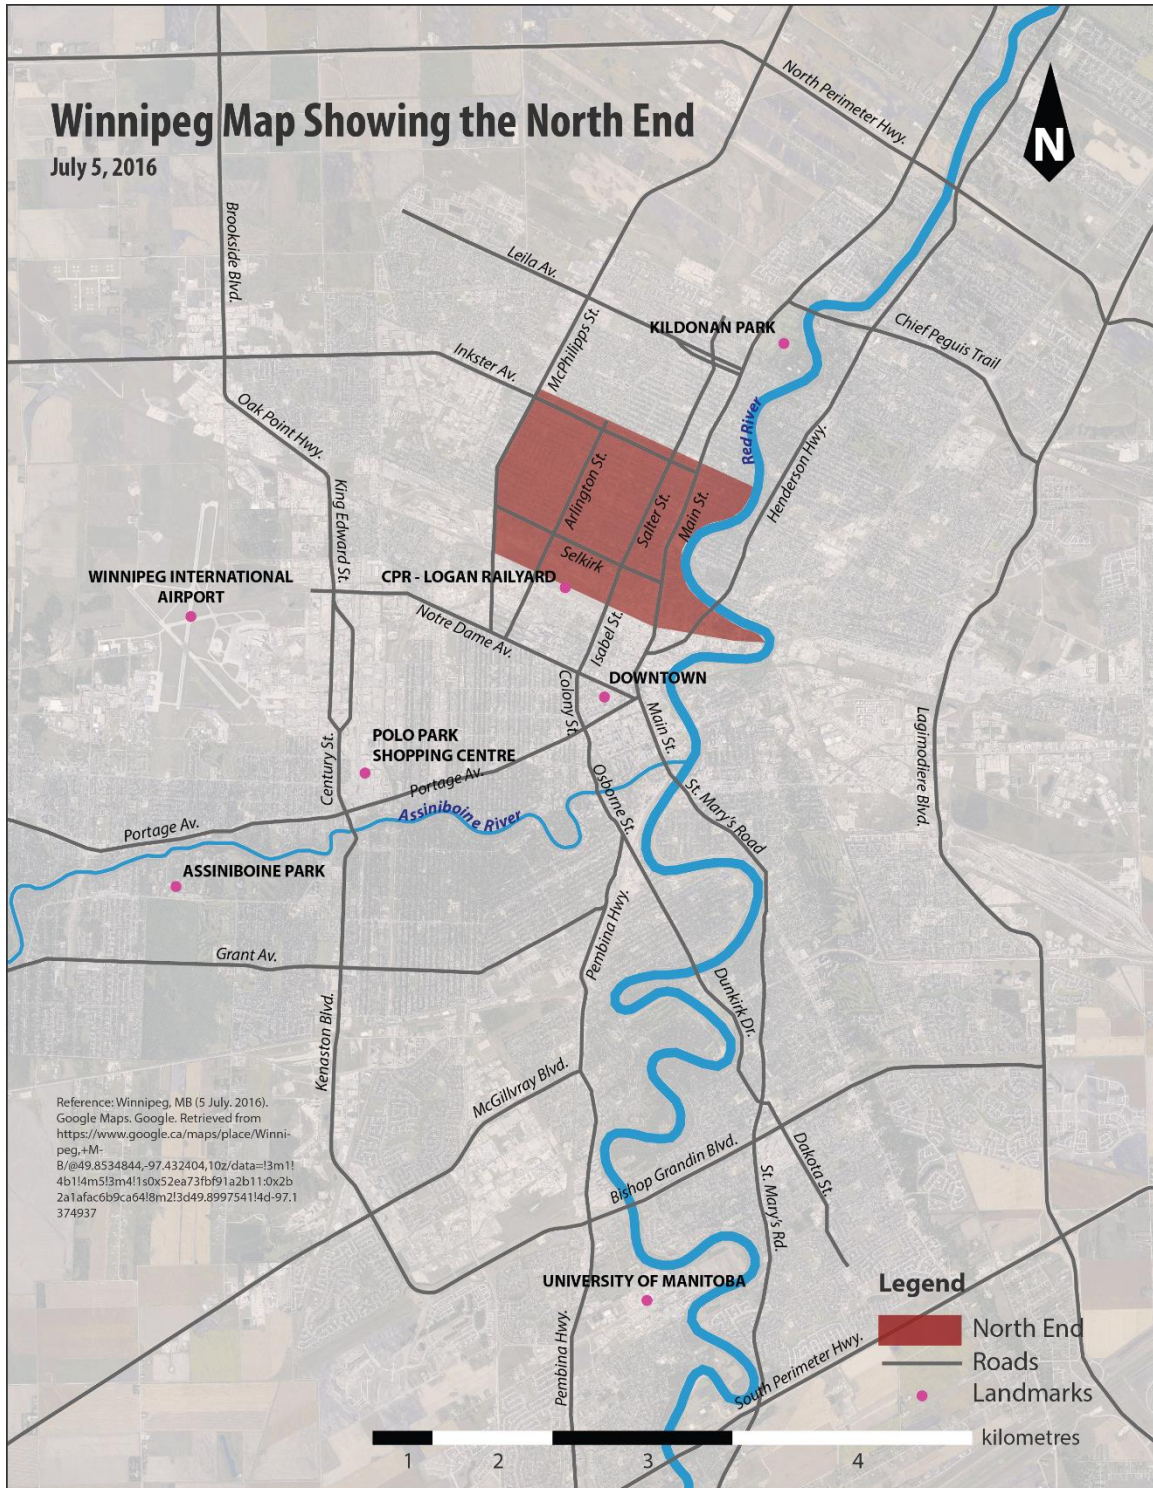 Winnipeg Map Showing the North End
July 5, 2016
N
North Perimeter Hwy.
Brookside Blvd.
Leila Av.
McPhilipps St.
KILDONAN PARK
Chief Peguis Trail
Inkster Av.
Oak Point Hwy.
Red River
Henderson Hwy.
King Edward St.
Arlington St.
Salter St.
Main St.
Selkirk
WINNIPEG INTERNATIONAL
AIRPORT
CPR - LOGAN RAILYARD
Notre Dame Av.
Isabel St.
DOWNTOWN
Colony St.
Main St.
Lagimodiere Blvd.
POLO PARK
SHOPPING CENTRE
Century St.
Portage Av.
Osborne St.
St. Mary's Road
Assiniboine River
Portage Av.
ASSINIBOINE PARK
Pembina Hwy.
Grant Av.
Dunkirk Dr.
Kenaston Blvd.
McGillvray Blvd.
Reference: Winnipeg, MB (5 July. 2016).
Google Maps. Google. Retrieved from
https://www.google.ca/maps/place/Winni-
peg,+M-
B/@49.8534844,-97.432404,10z/data=!3m1!
4b1!4m5!3m4!1s0x52ea73fbf91a2b11:0x2b
2a1afac6b9ca64!8m2!3d49.8997541!4d-97.1
374937
Bishop Grandin Blvd.
Dakota St.
St. Mary's Rd.
UNIVERSITY OF MANITOBA
Pembina Hwy.
South Perimeter Hwy.
Legend
North End
Roads
Landmarks
kilometres
1 2 3 4